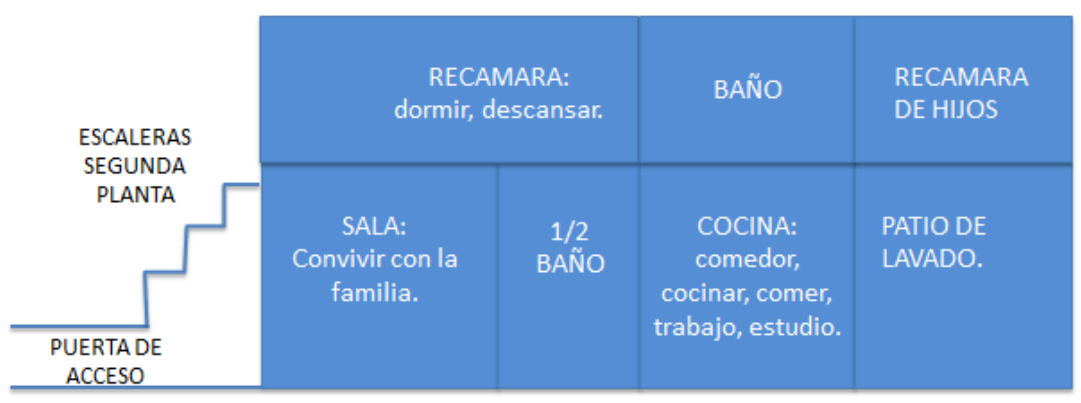 RECAMARA:
dormir, descansar.
BAÑO
RECAMARA
DE HIJOS
ESCALERAS
SEGUNDA
PLANTA
SALA:
Convivir con la
familia.
1/2
BAÑO
COCINA:
comedor,
cocinar, comer,
trabajo, estudio.
PATIO DE
LAVADO.
PUERTA DE
ACCESO